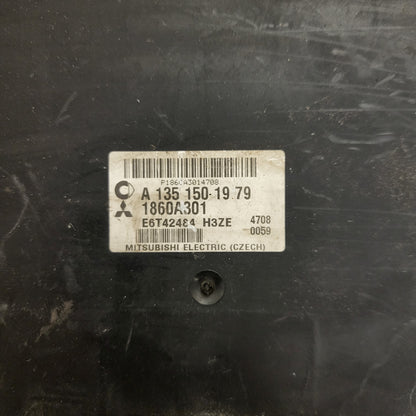 P1860A3014708
A 135 150-19 79
1860A301
E6T42484 H3ZE 4708
0059
MITSUBISHI ELECTRIC (CZECH)